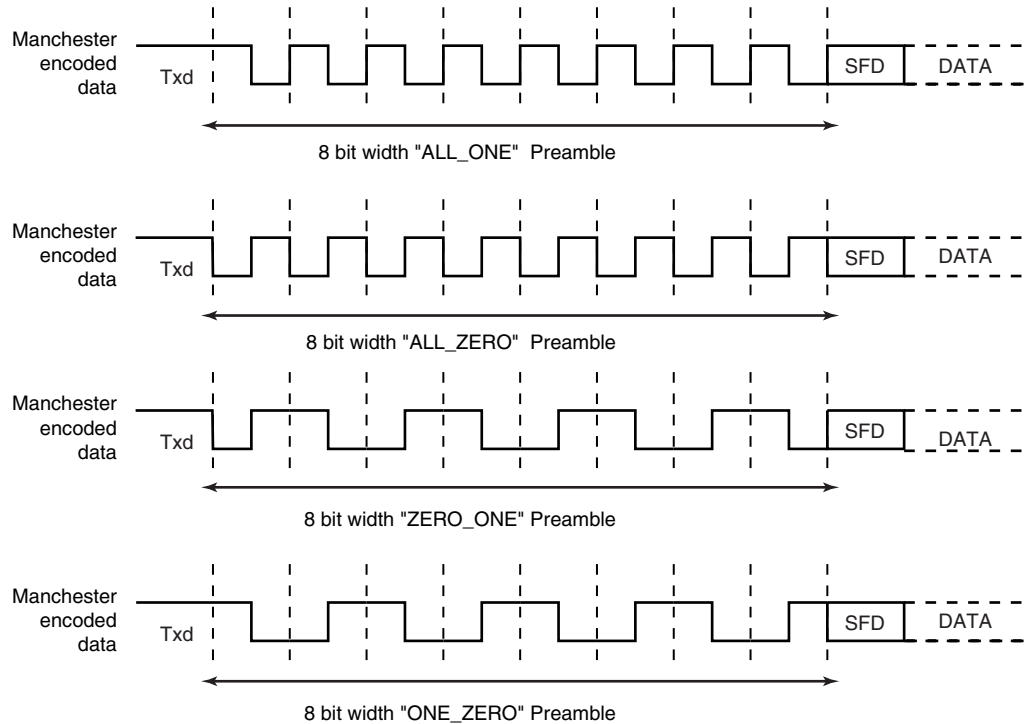 Manchester
encoded
data
Txd
SFD
DATA
8 bit width "ALL_ONE" Preamble
Manchester
encoded
data
Txd
SFD
DATA
8 bit width "ALL_ZERO" Preamble
Manchester
encoded
data
Txd
SFD
DATA
8 bit width "ZERO_ONE" Preamble
Manchester
encoded
data
Txd
SFD
DATA
8 bit width "ONE_ZERO" Preamble